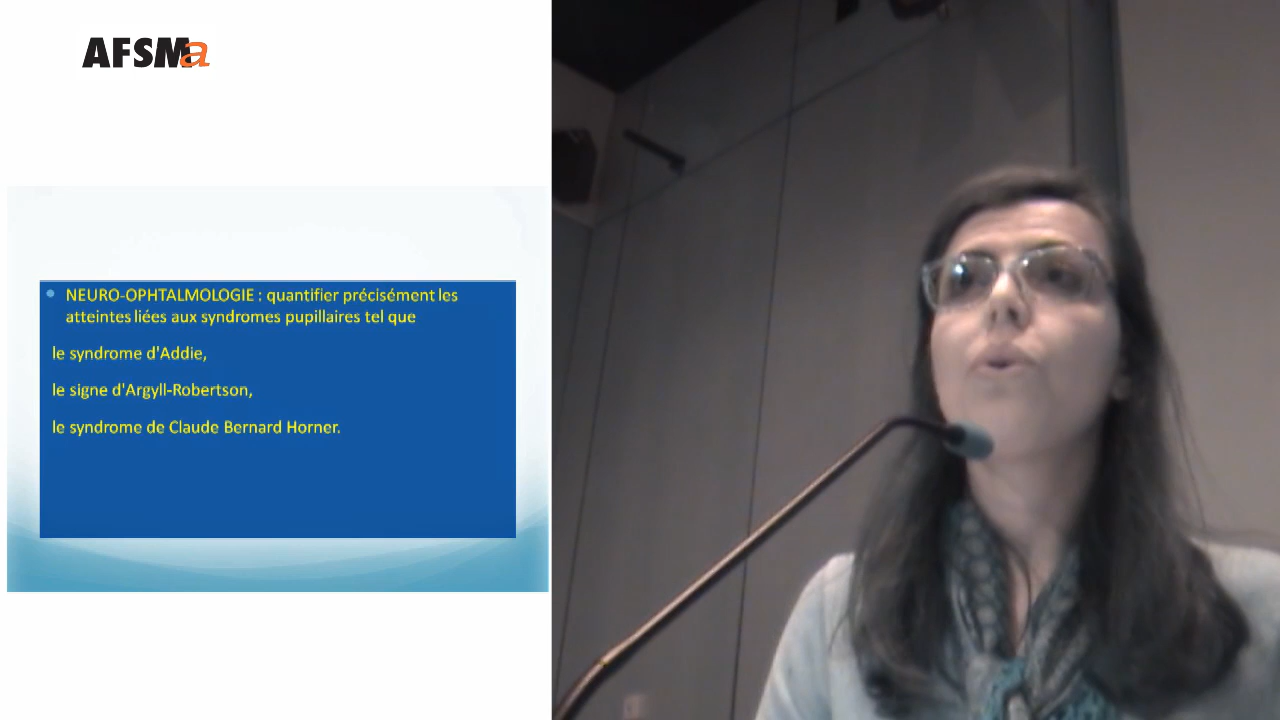 AFSMa
NEURO-OPHTALMOLOGIE : quantifier précisément les
atteintes liées aux syndromes pupillaires tel que
le syndrome d'Addie,
le signe d'Argyll-Robertson,
le syndrome de Claude Bernard Horner.